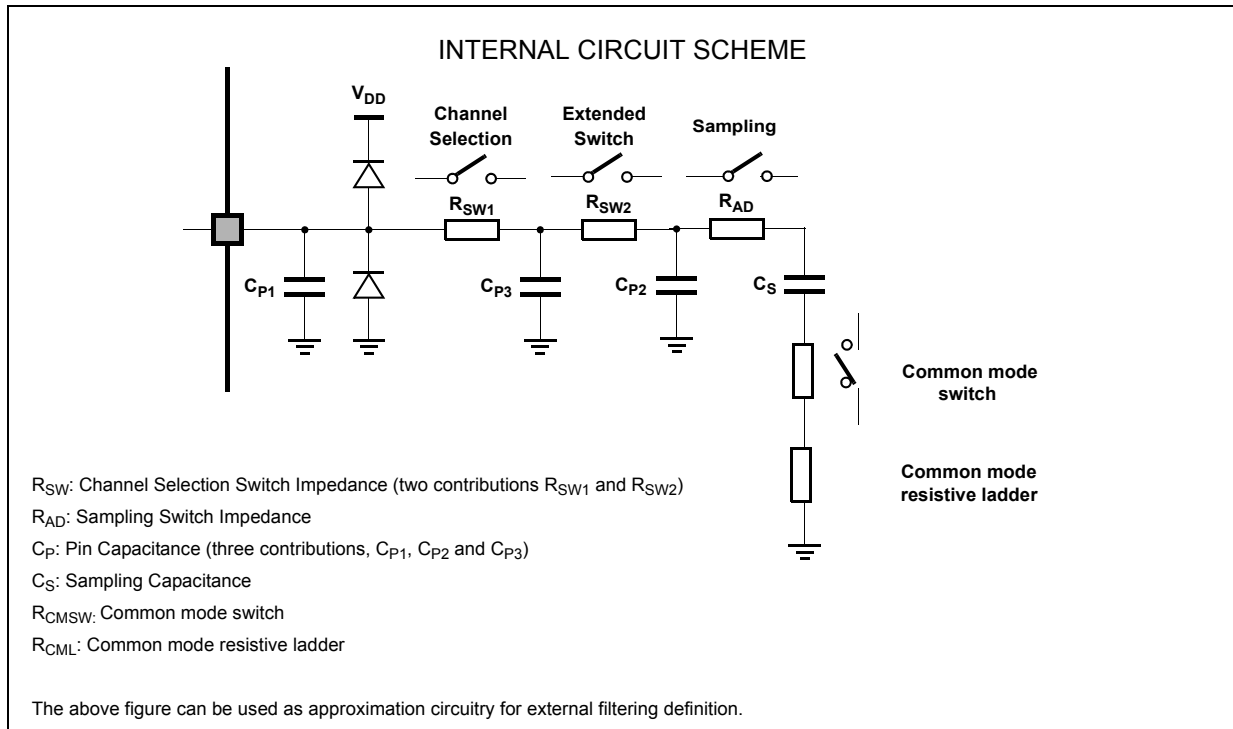 INTERNAL CIRCUIT SCHEME
VDD
Channel
Selection
Extended
Switch
Sampling
RSW1
RSW2
RAD
CP1
CP3
CP2
CS
Common mode
switch
Common mode
resistive ladder
RSW: Channel Selection Switch Impedance (two contributions RSW1 and RSW2)
RAD: Sampling Switch Impedance
CP: Pin Capacitance (three contributions, CP1, CP2 and CP3)
CS: Sampling Capacitance
RCMSW: Common mode switch
RCML: Common mode resistive ladder
The above figure can be used as approximation circuitry for external filtering definition.